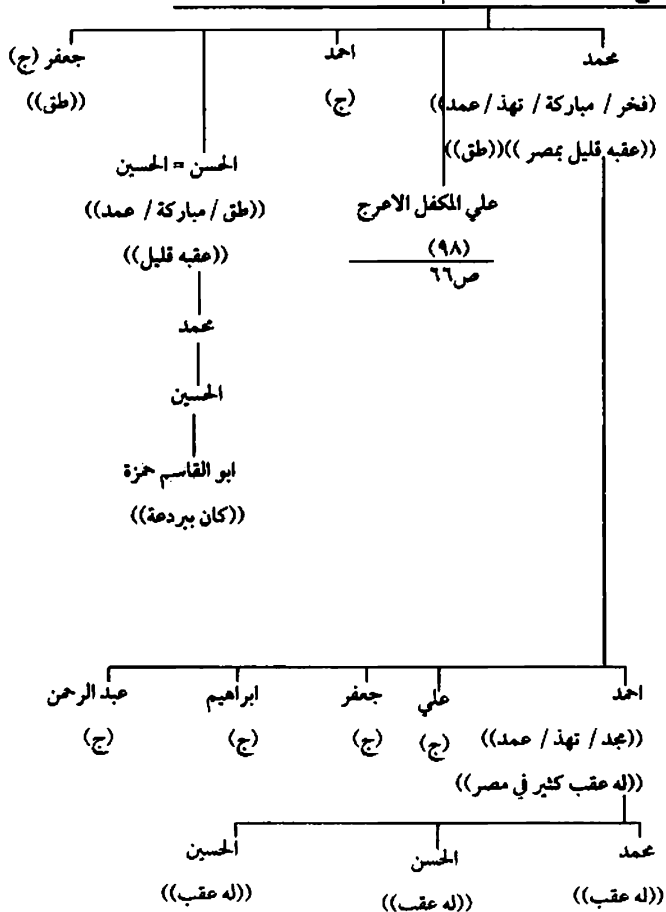 محمد
احمد
جعفر (ج)
(فخر / مباركة / تهذ / عمد))
(ج)
((طق))
((عقبه قليل بمصر))((طق))
الحسن = الحسين
علي المكفل الاعرج
((طق / مباركة / عمد))
(٩٨)
((عقبه قليل))
ص٦٦
محمد
الحسين
ابو القاسم حمزة
((كان ببردعة))
احمد
علي
جعفر
ابراهيم
عبد الرحمن
((مجد / تهذ / عمد))
(ج)
(ج)
(ج)
(ج)
((له عقب كثير في مصر))
محمد
الحسن
الحسين
((له عقب))
((له عقب))
((له عقب))